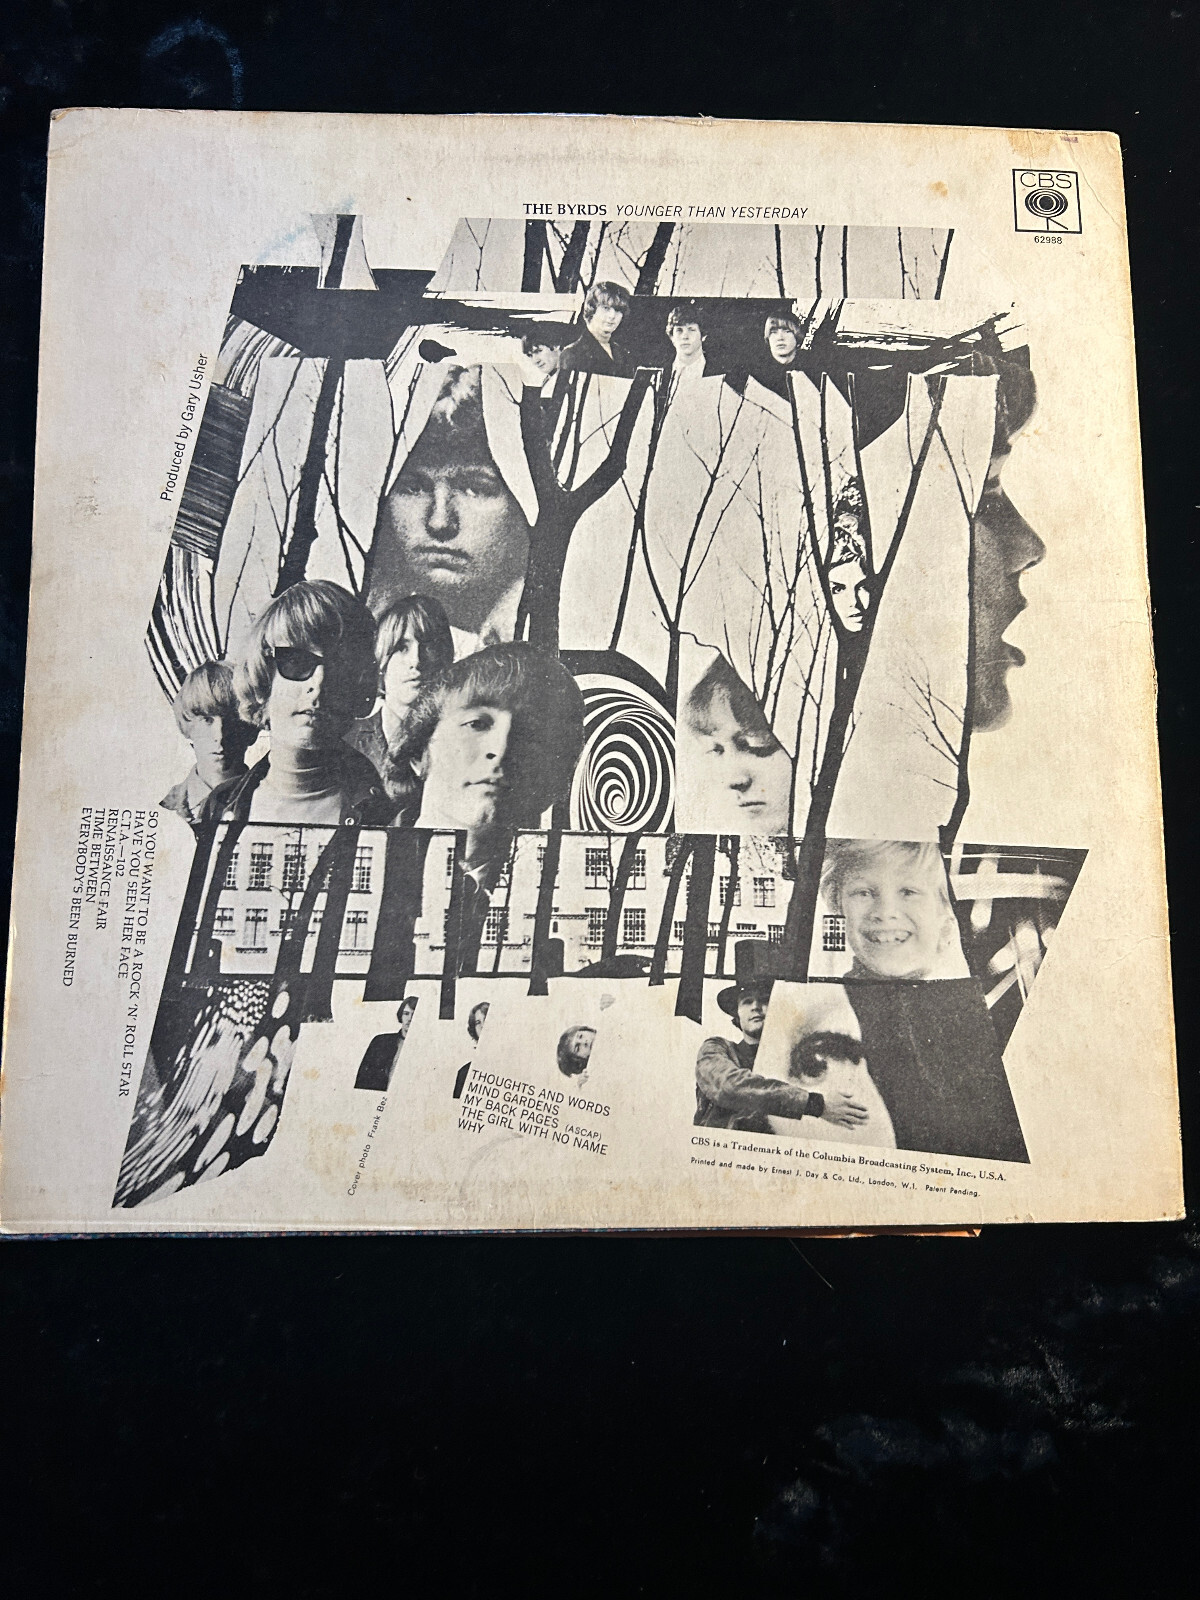 THE BYRDS YOUNGER THAN YESTERDAY
CBS
62988
Produced by Gary Usher
SO YOU WANT TO BE A ROCK 'N' ROLL STAR
HAVE YOU SEEN HER FACE
C.T.A.—102
RENAISSANCE FAIR
TIME BETWEEN
EVERYBODY'S BEEN BURNED
Cover photo Frank Bez
THOUGHTS AND WORDS
MIND GARDENS
MY BACK PAGES (ASCAP)
THE GIRL WITH NO NAME
WHY
CBS is a Trademark of the Columbia Broadcasting System, Inc., U.S.A.
Printed and made by Ernest J. Day & Co, Ltd., London, W.1. Patent Pending.